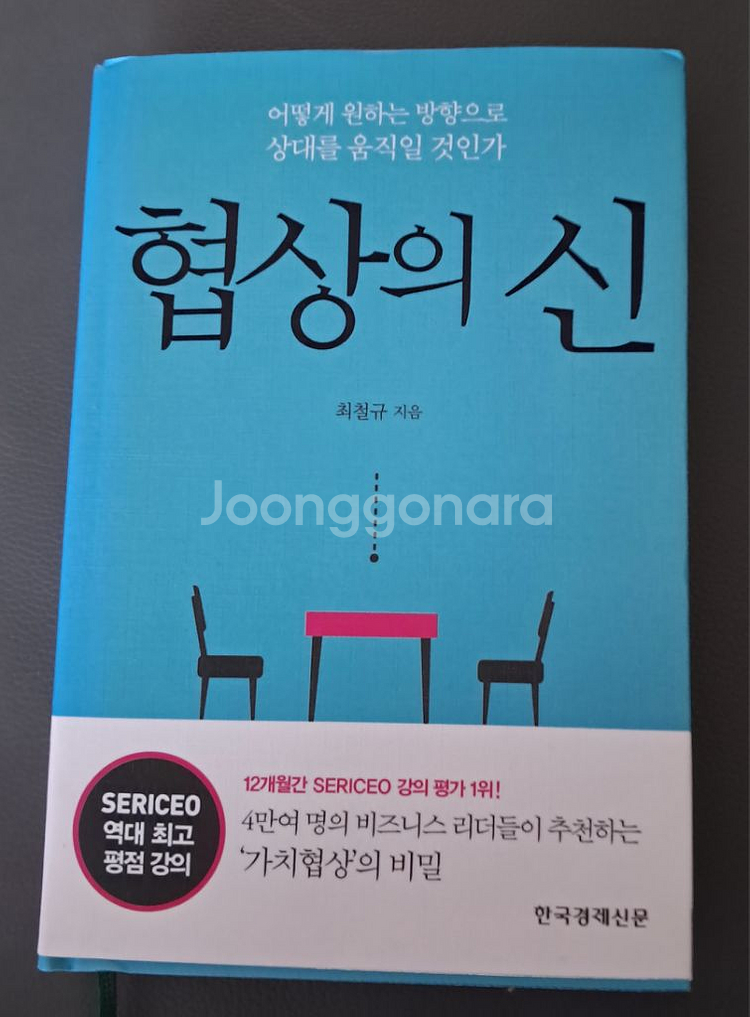 어떻게 원하는 방향으로
상대를 움직일 것인가
협상의 신
최철규 지음
Joonggonara
SERICEO
역대 최고
평점 강의
12개월간 SERICEO 강의 평가 1위!
4만여 명의 비즈니스 리더들이 추천하는
‘가치협상’의 비밀
한국경제신문